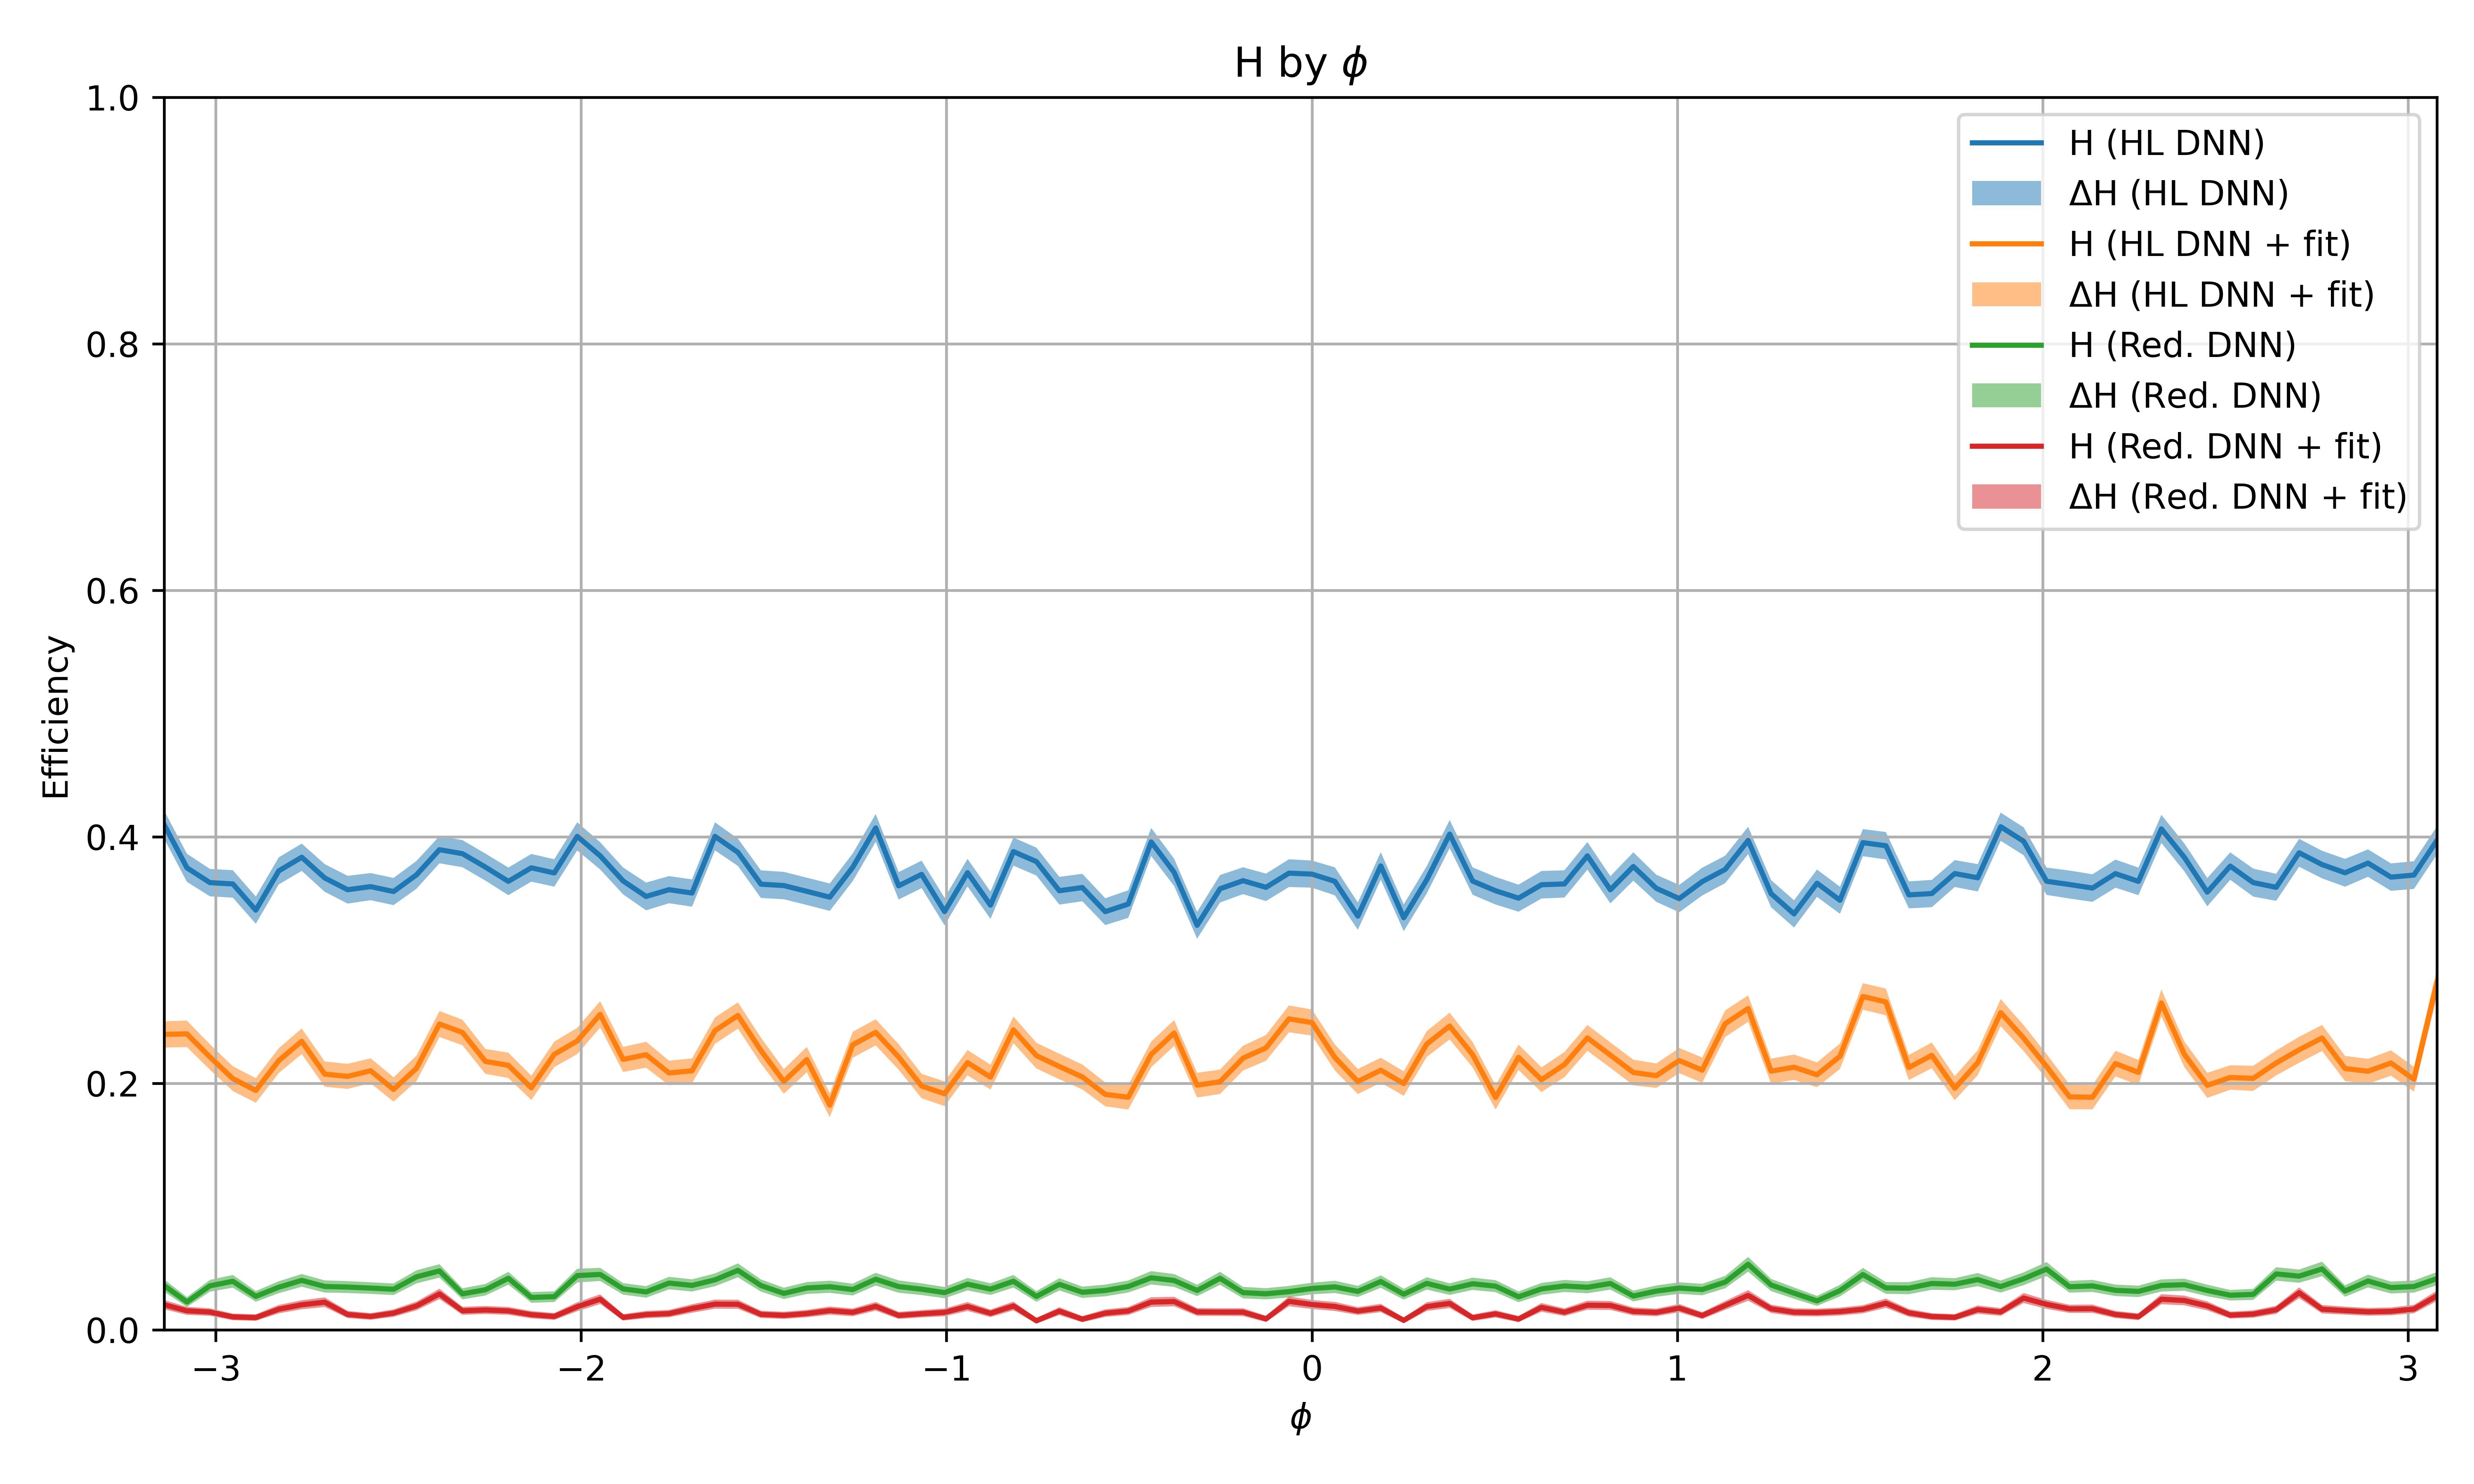 H by ϕ
1.0
0.8
0.6
0.4
0.2
0.0
Efficiency
H (HL DNN)
ΔH (HL DNN)
H (HL DNN + fit)
ΔH (HL DNN + fit)
H (Red. DNN)
ΔH (Red. DNN)
H (Red. DNN + fit)
ΔH (Red. DNN + fit)
−3 −2 −1 0 1 2 3
ϕ